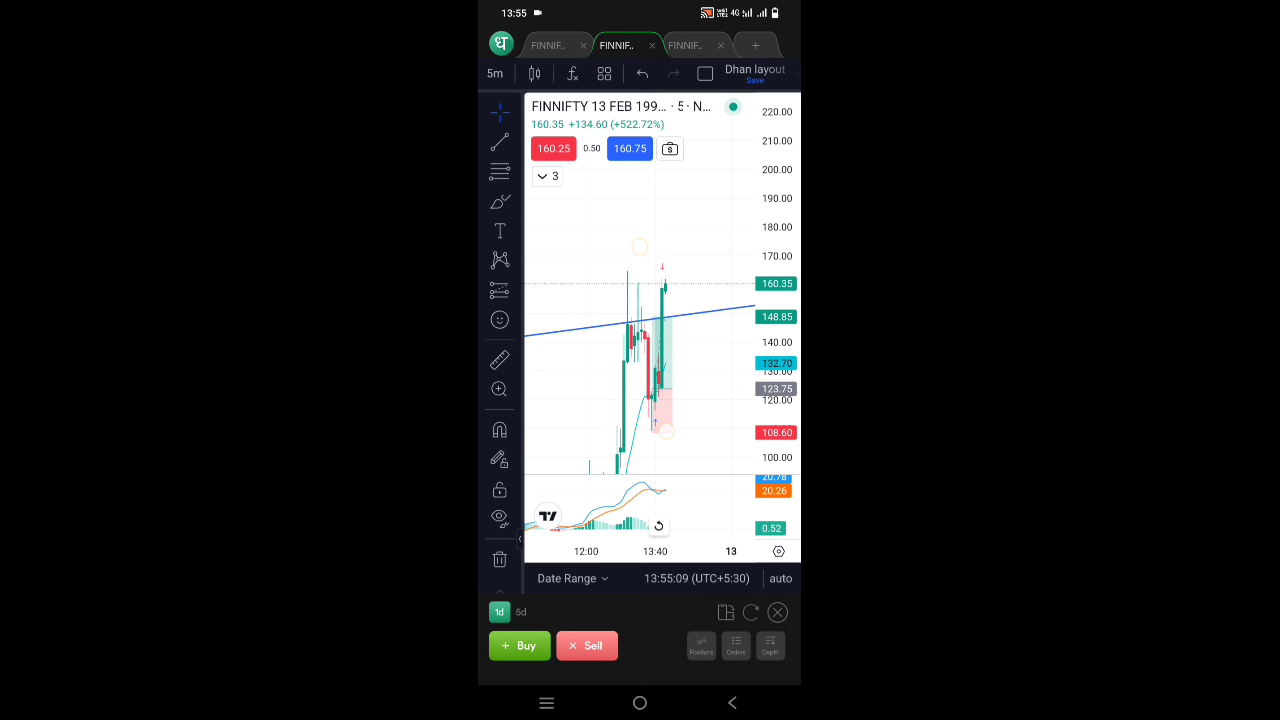 13:55 4G
ध FINNIF.. FINNIF.. FINNIF..
5m Dhan layout
Save
FINNIFTY 13 FEB 199... · 5 · N...
160.35 +134.60 (+522.72%)
160.25 0.50 160.75
3
220.00
210.00
200.00
190.00
180.00
170.00
160.35
148.85
140.00
132.70
130.00
123.75
120.00
108.60
100.00
20.78
20.26
0.52
12:00 13:40 13
Date Range 13:55:09 (UTC+5:30) auto
1d 5d
+ Buy × Sell Positions Orders Depth